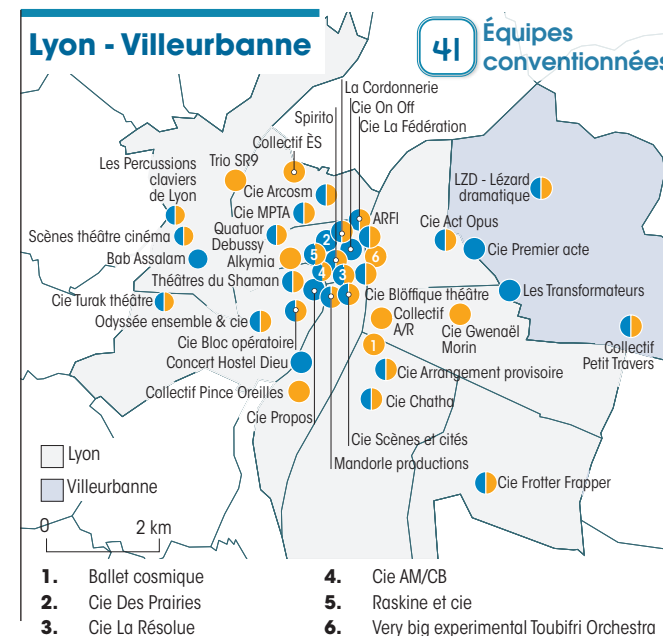 Lyon - Villeurbanne
41
Équipes
conventionnées
La Cordonnerie
Cie On Off
Spirito
Cie La Fédération
Collectif ÈS
Les Percussions
claviers
de Lyon
Trio SR9
Cie Arcosm
LZD - Lézard
dramatique
Cie MPTA
ARFI
Cie Act Opus
Scènes théâtre cinéma
Quatuor
Debussy
2
Cie Premier acte
Bab Assalam
Alkymia
5
6
Théâtres du Shaman
4
3
Les Transformateurs
Cie Turak théâtre
Cie Blöffique théâtre
Odyssée ensemble & cie
Collectif
A/R
Cie Gwenaël
Morin
Cie Bloc opératoire
1
Collectif
Petit Travers
Concert Hostel Dieu
Cie Arrangement provisoire
Collectif Pince Oreilles
Cie Chatha
Cie Propos
Cie Scènes et cités
Mandorle productions
Lyon
Villeurbanne
Cie Frotter Frapper
0
2 km
1. Ballet cosmique
2. Cie Des Prairies
3. Cie La Résolue
4. Cie AM/CB
5. Raskine et cie
6. Very big experimental Toubifri Orchestra